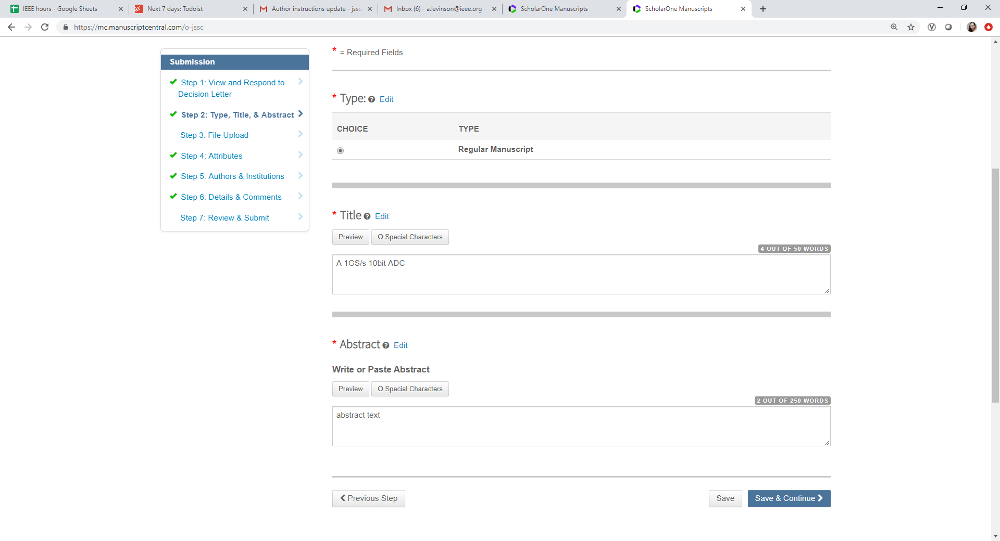 IEEE hours - Google Sheets
Next 7 days: Todoist
Author instructions update - jssc
Inbox (6) - a.levinson@ieee.org -
ScholarOne Manuscripts
ScholarOne Manuscripts
https://mc.manuscriptcentral.com/o-jssc
Submission
Step 1: View and Respond to
Decision Letter
Step 2: Type, Title, & Abstract
Step 3: File Upload
Step 4: Attributes
Step 5: Authors & Institutions
Step 6: Details & Comments
Step 7: Review & Submit
* = Required Fields
* Type: Edit
CHOICE TYPE
Regular Manuscript
* Title Edit
Preview Ω Special Characters
4 OUT OF 50 WORDS
A 1GS/s 10bit ADC
* Abstract Edit
Write or Paste Abstract
Preview Ω Special Characters
2 OUT OF 250 WORDS
abstract text
Previous Step Save Save & Continue